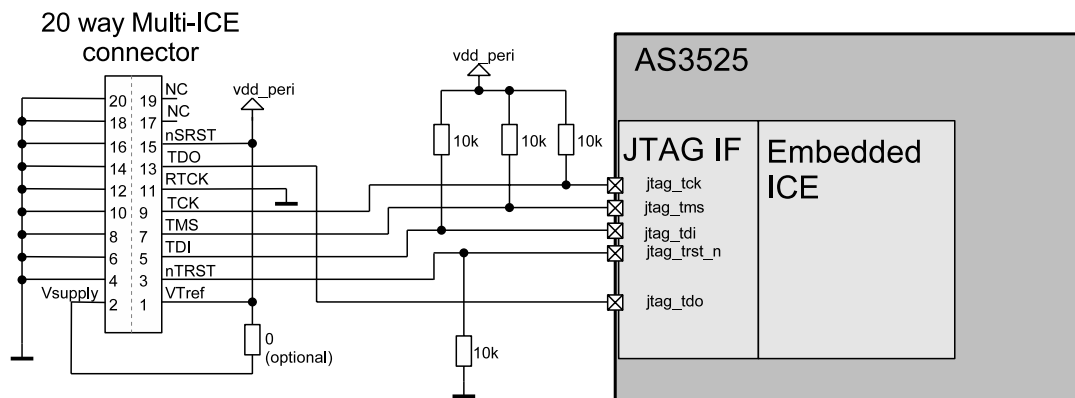 20 way Multi-ICE
connector
AS3525
vdd_peri
vdd_peri
20 19 NC
18 17 NC
16 15 nSRST
14 13 TDO
12 11 RTCK
10 9 TCK
8 7 TMS
6 5 TDI
4 3 nTRST
Vsupply 2 1 VTref
0
(optional)
10k
10k
10k
10k
JTAG IF
jtag_tck
jtag_tms
jtag_tdi
jtag_trst_n
jtag_tdo
Embedded
ICE